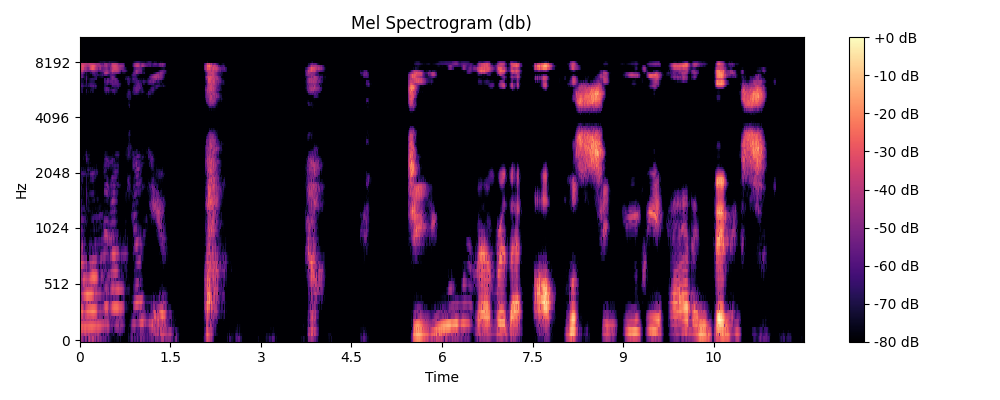 Mel Spectrogram (db)
Hz
8192
4096
2048
1024
512
0
0 1.5 3 4.5 6 7.5 9 10
Time
+0 dB
-10 dB
-20 dB
-30 dB
-40 dB
-50 dB
-60 dB
-70 dB
-80 dB